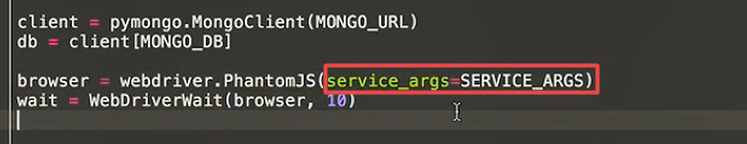 client = pymongo.MongoClient(MONGO_URL)
db = client[MONGO_DB]
browser = webdriver.PhantomJS(service_args=SERVICE_ARGS)
wait = WebDriverWait(browser, 10)